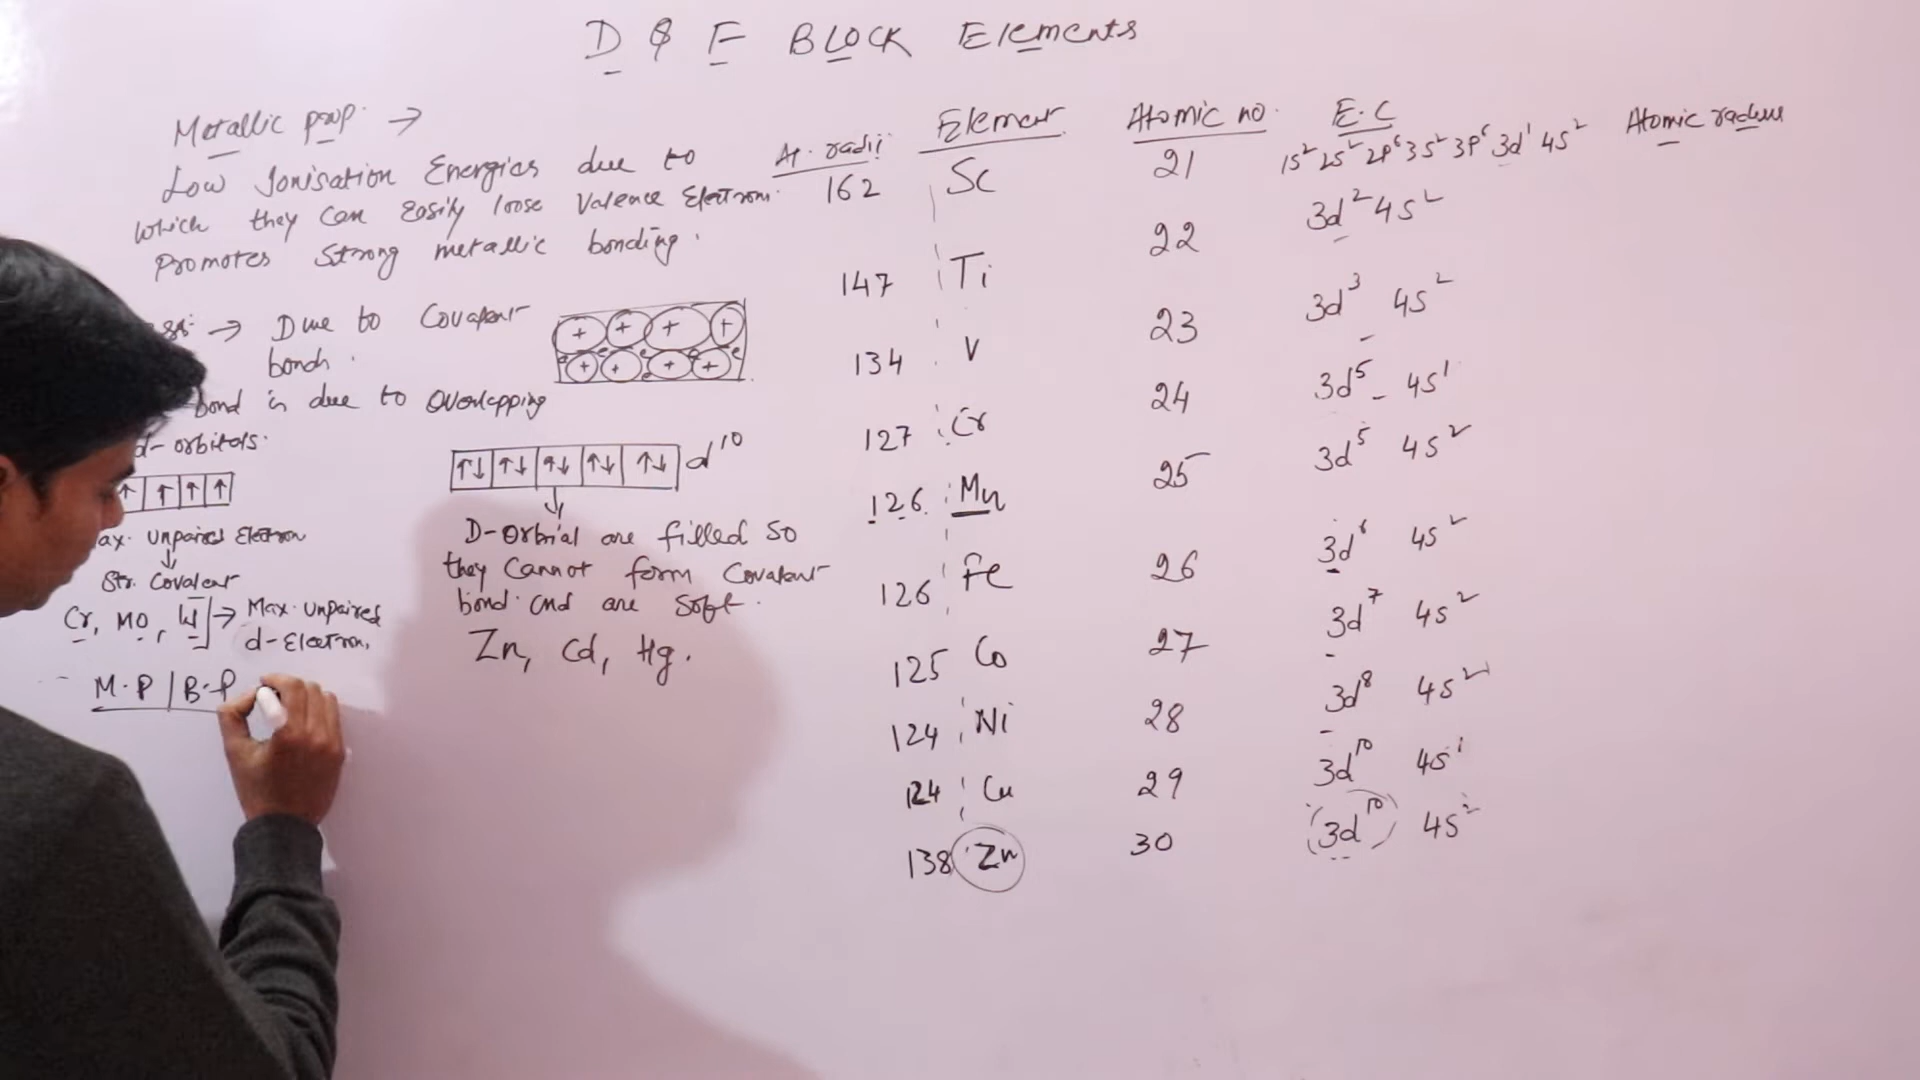 D & F BLOCK Elements
Metallic prop. →
Low Ionisation Energies due to
which they can easily loose Valence Electron.
Promotes Strong metallic bonding.
→ Due to Covalent
bond.
bond is due to Overlapping
d-orbitals.
↑ ↑ ↑ ↑
Unpaired Electron
↓
Str. Covalent
Cr, MO, W → Max. Unpaired
d-Electron,
M.P | B.P
+ + + +
+ + + +
↑↓ ↑↓ ↑↓ ↑↓ ↑↓ d10
↓
D-Orbial are filled so
they Cannot form Covalent
bond. and are soft.
Zn, Cd, Hg.
At. radii Element Atomic no. E.C Atomic radius
162 Sc 21 1s² 2s² 2p⁶ 3s² 3p⁶ 3d¹ 4s²
147 Ti 22 3d² 4s²
134 V 23 3d³ 4s²
127 Cr 24 3d⁵ 4s¹
126 Mn 25 3d⁵ 4s²
126 Fe 26 3d⁶ 4s²
125 Co 27 3d⁷ 4s²
124 Ni 28 3d⁸ 4s²
124 Cu 29 3d¹⁰ 4s¹
138 Zn 30 3d¹⁰ 4s²